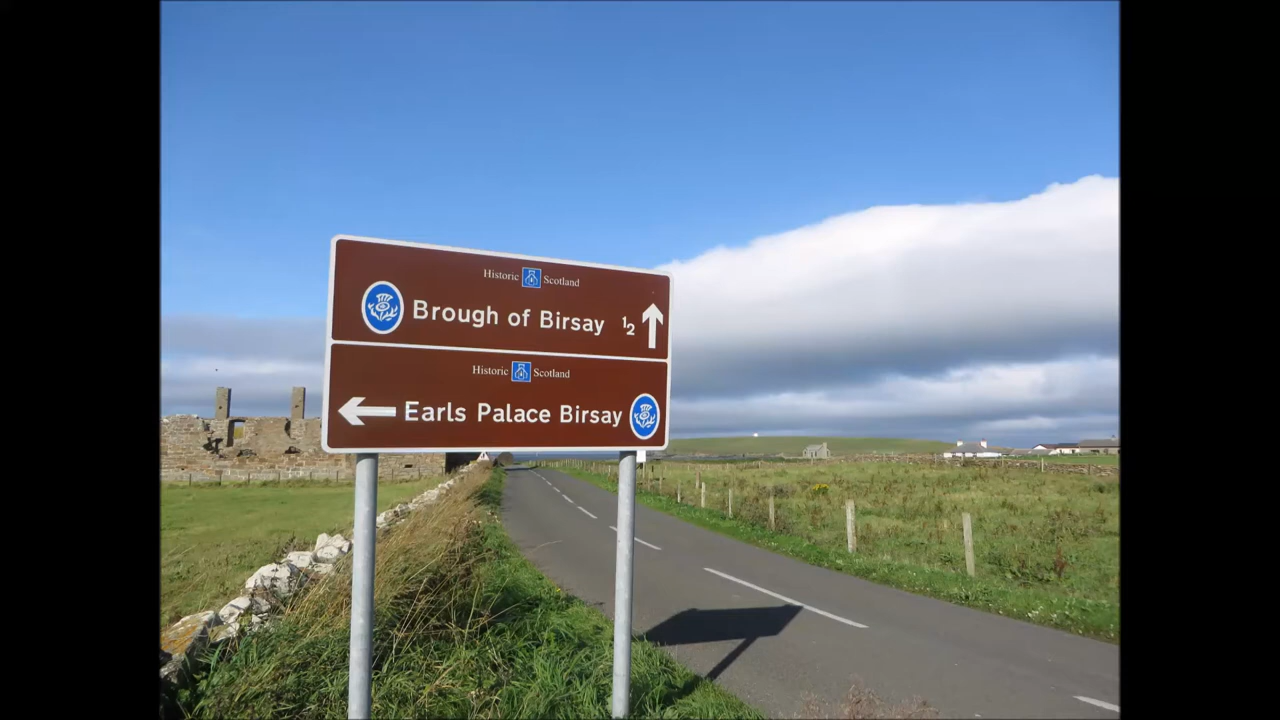 Historic Scotland
Brough of Birsay ½
Historic Scotland
Earls Palace Birsay